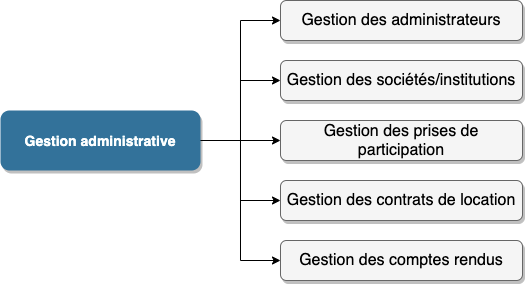 Gestion administrative
Gestion des administrateurs
Gestion des sociétés/institutions
Gestion des prises de
participation
Gestion des contrats de location
Gestion des comptes rendus